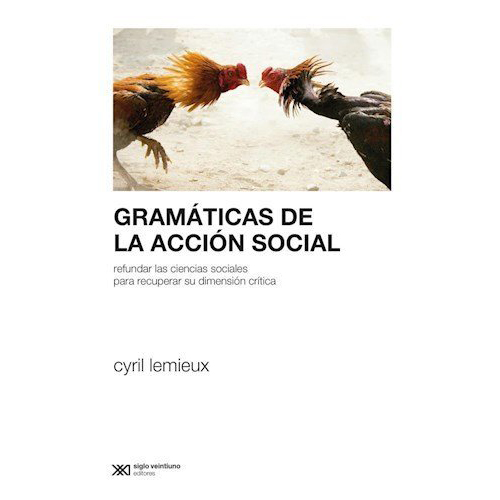 GRAMÁTICAS DE
LA ACCIÓN SOCIAL
refundar las ciencias sociales
para recuperar su dimensión crítica
cyril lemieux
siglo veintiuno
editores